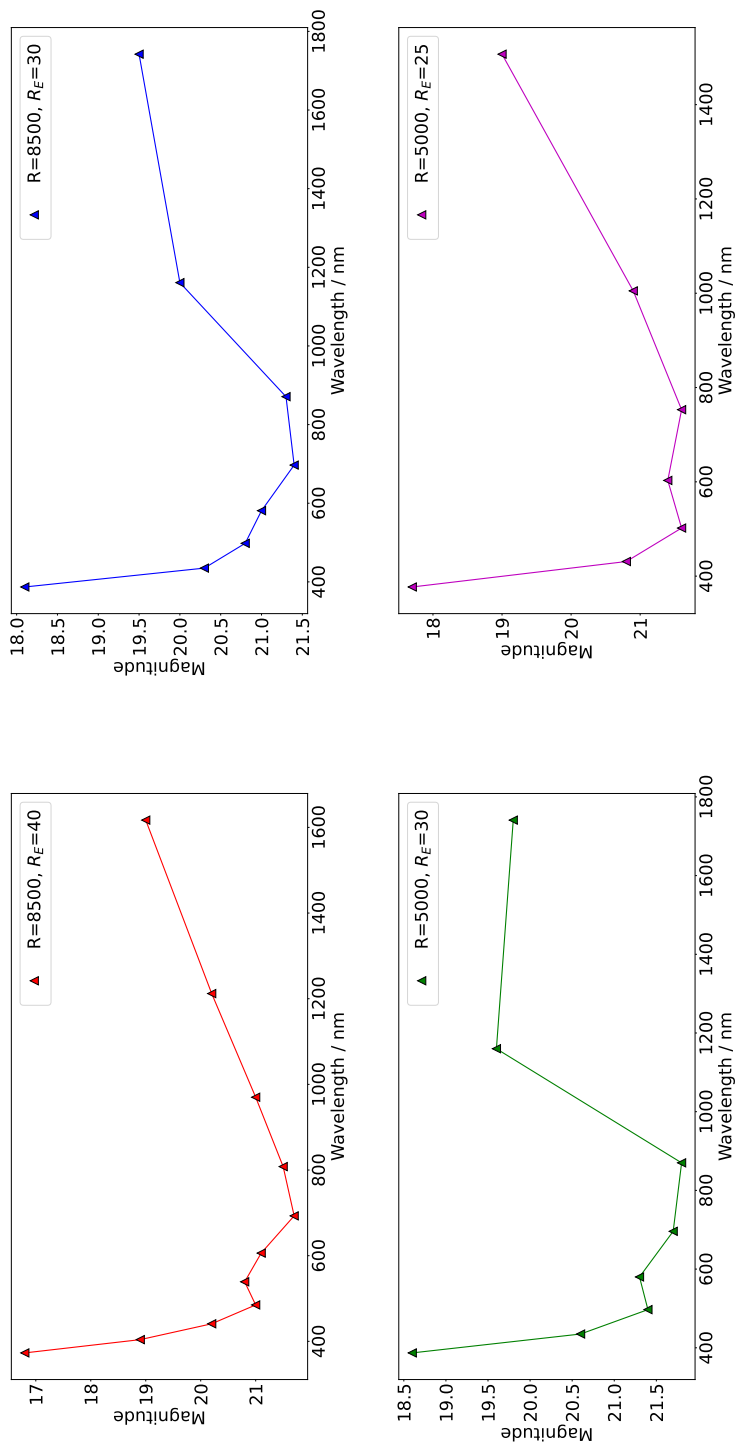 R=8500, R_E=40
Magnitude
17
18
19
20
21
400 600 800 1000 1200 1400 1600
Wavelength / nm
R=8500, R_E=30
Magnitude
18.0
18.5
19.0
19.5
20.0
20.5
21.0
21.5
400 600 800 1000 1200 1400 1600 1800
Wavelength / nm
R=5000, R_E=30
Magnitude
18.5
19.0
19.5
20.0
20.5
21.0
21.5
400 600 800 1000 1200 1400 1600 1800
Wavelength / nm
R=5000, R_E=25
Magnitude
18
19
20
21
400 600 800 1000 1200 1400
Wavelength / nm